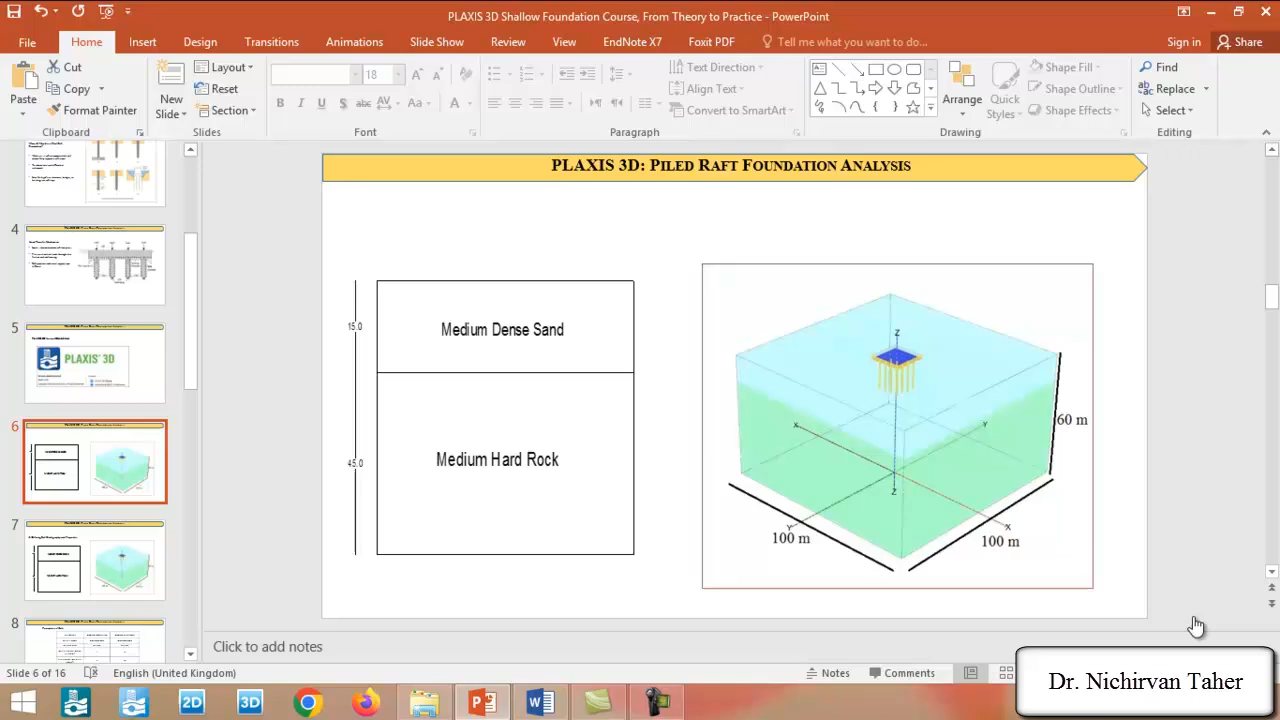 PLAXIS 3D Shallow Foundation Course, From Theory to Practice - PowerPoint
File Home Insert Design Transitions Animations Slide Show Review View EndNote X7 Foxit PDF Tell me what you want to do... Sign in Share
Paste
Cut
Copy
Format Painter
Clipboard
New
Slide
Layout
Reset
Section
Slides
18
B I U S abc AV Aa A
Font
Text Direction
Align Text
Convert to SmartArt
Paragraph
Arrange
Quick
Styles
Shape Fill
Shape Outline
Shape Effects
Drawing
Find
Replace
Select
Editing
4
5
PLAXIS 3D
6
7
8
PLAXIS 3D: PILED RAFT FOUNDATION ANALYSIS
15.0
Medium Dense Sand
45.0
Medium Hard Rock
Z
X
Y
Z
60 m
Y
X
100 m
100 m
Click to add notes
Slide 6 of 16 English (United Kingdom) Notes Comments
2D 3D
Dr. Nichirvan Taher